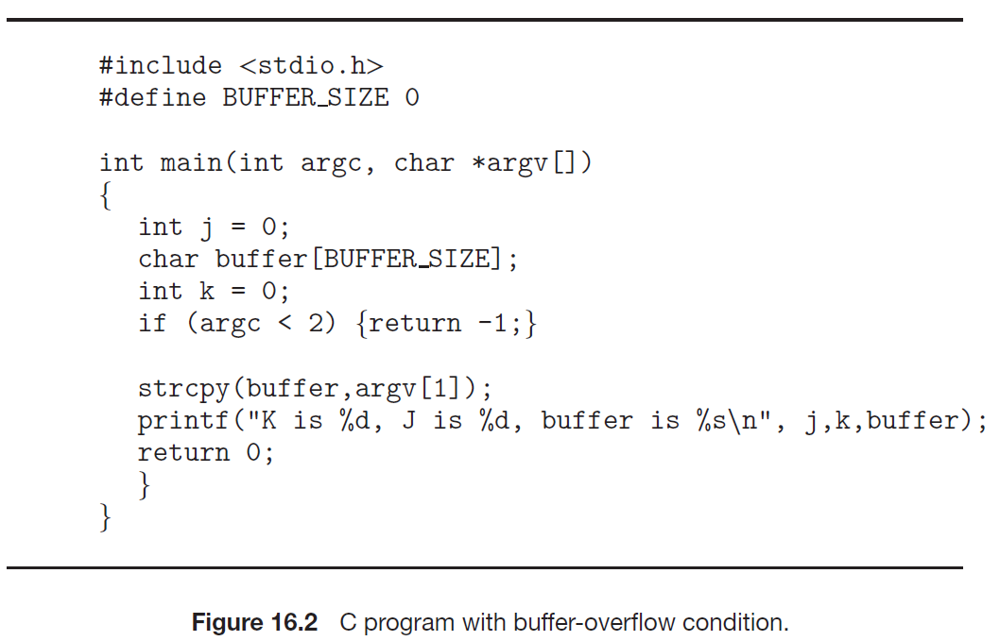 #include <stdio.h>
#define BUFFER_SIZE 0
int main(int argc, char *argv[])
{
int j = 0;
char buffer[BUFFER_SIZE];
int k = 0;
if (argc < 2) {return -1;}
strcpy(buffer,argv[1]);
printf("K is %d, J is %d, buffer is %s\n", j,k,buffer);
return 0;
}
}
Figure 16.2 C program with buffer-overflow condition.